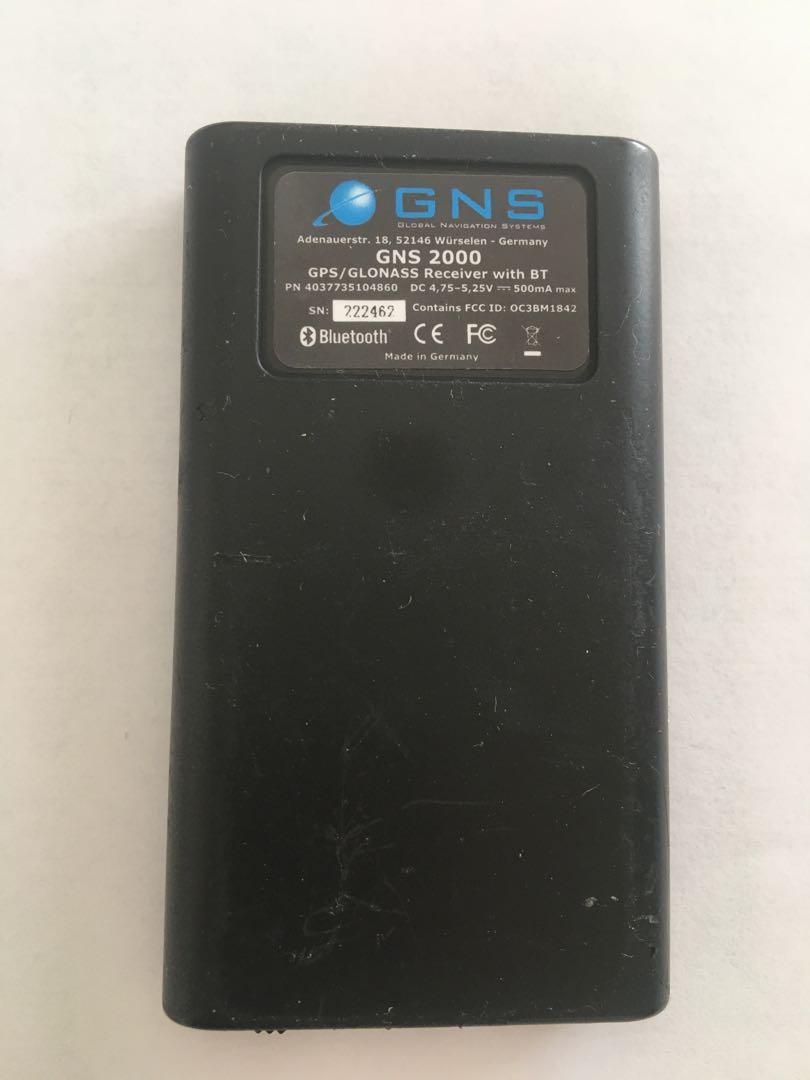 GNS
GLOBAL NAVIGATION SYSTEMS
Adenauerstr. 18, 52146 Würselen - Germany
GNS 2000
GPS/GLONASS Receiver with BT
PN 4037735104860 DC 4,75-5,25V ⎓ 500mA max
SN: 222462 Contains FCC ID: OC3BM1842
Bluetooth CE FC
Made in Germany